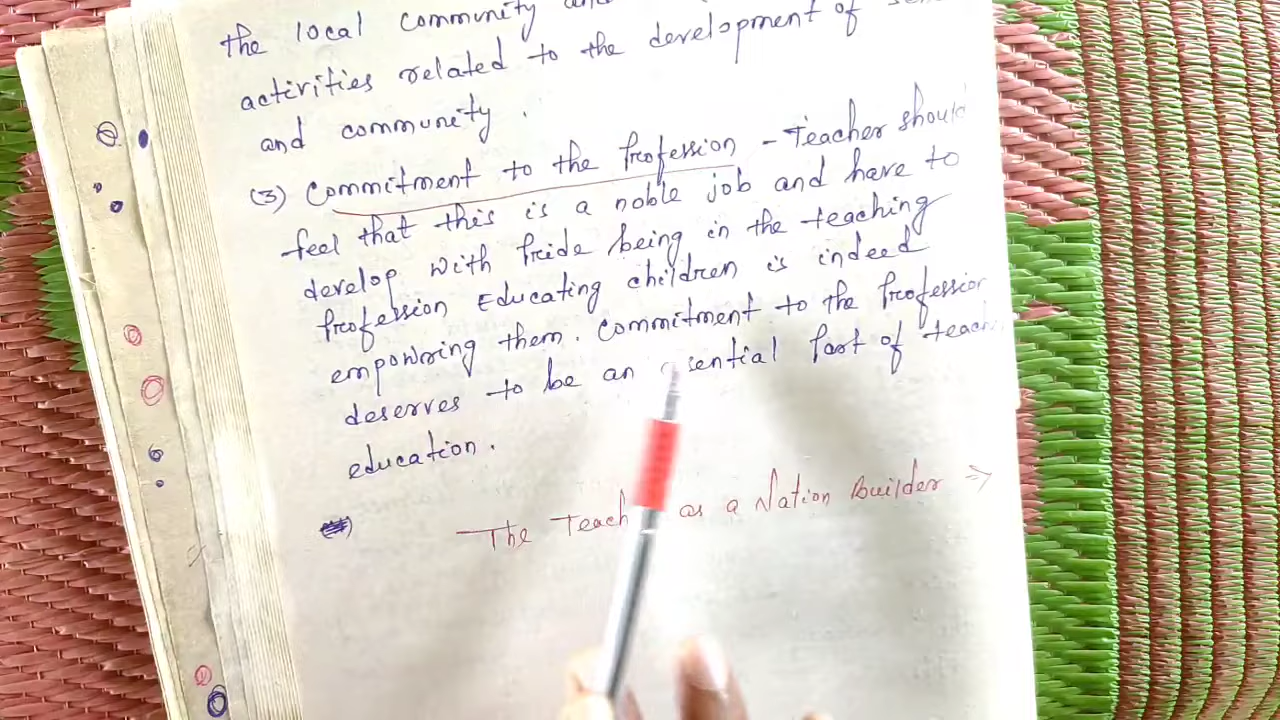 the local community
activities related to the development of
and community.
(3) Commitment to the Profession - Teacher should
feel that this is a noble job and have to
develop with Pride being in the teaching
Profession Educating children is indeed
empowring them. Commitment to the Profession
deserves to be an part of
education.
The as a Nation Builder ⇒